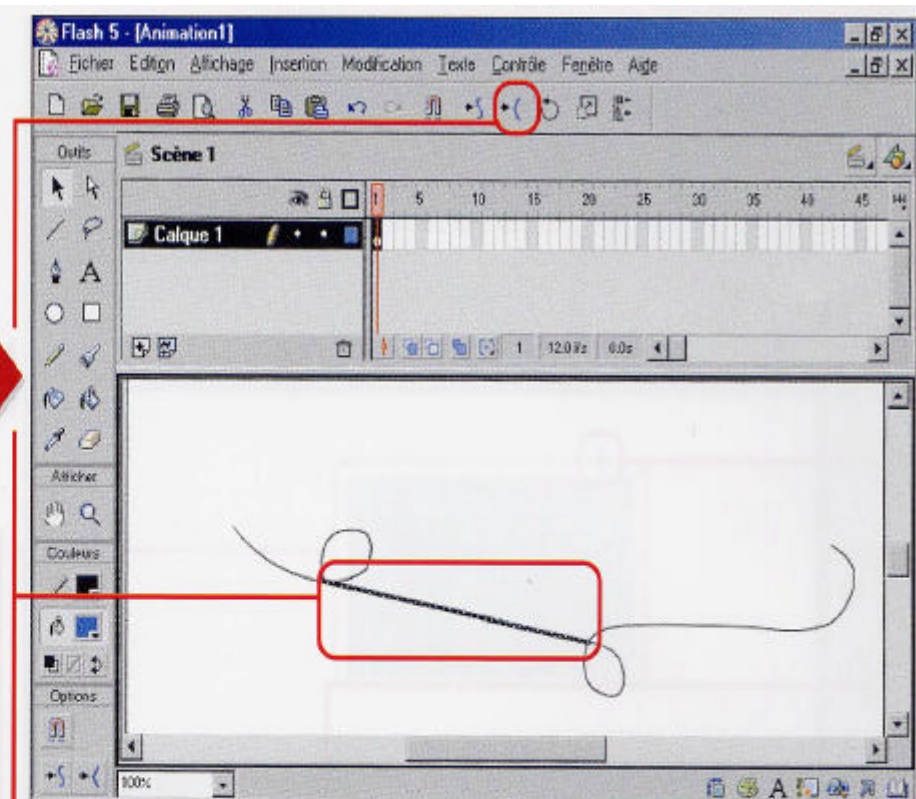 Flash 5 - [Animation1]
Fichier Edition Affichage Insertion Modification Texte Contrôle Fenêtre Aide
Outils
Scène 1
1 5 10 15 20 25 30 35 40 45
Calque 1
A
1 12.0 i/s 0.0s
Afficher
Couleurs
Options
100%
A